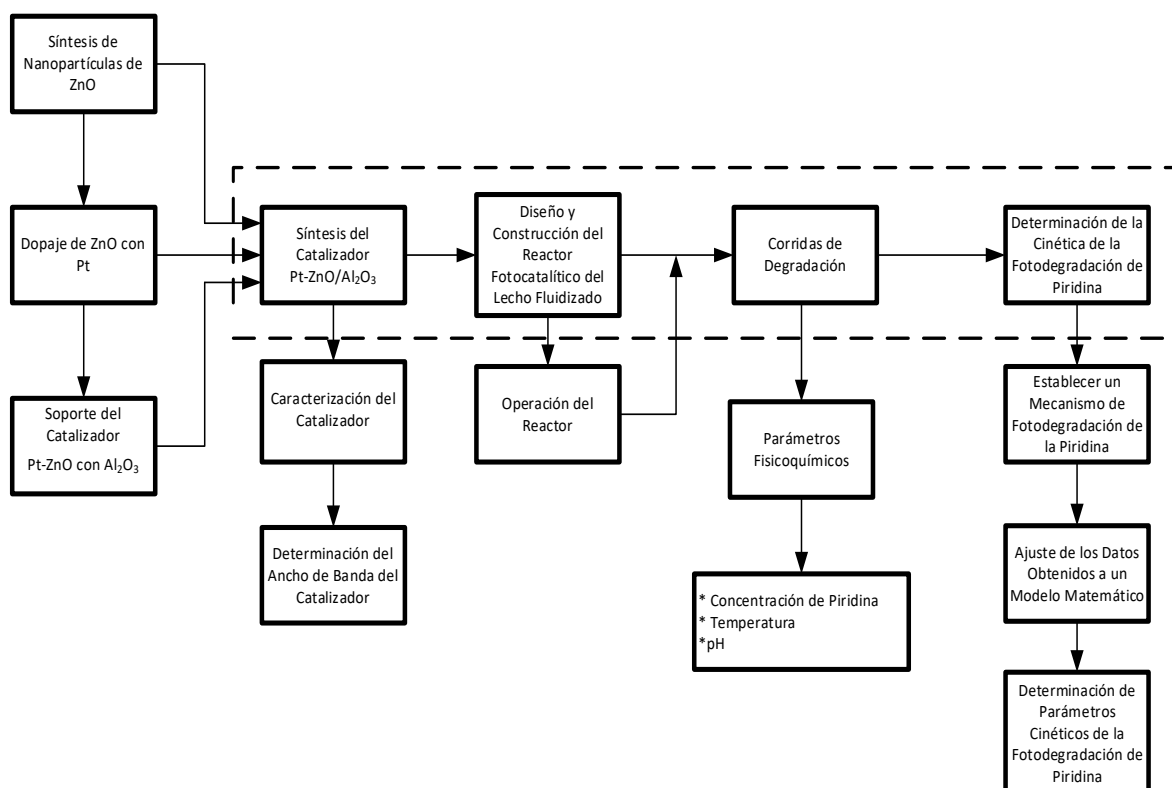 Síntesis de
Nanopartículas de
ZnO
Dopaje de ZnO con
Pt
Soporte del
Catalizador
Pt-ZnO con Al₂O₃
Síntesis del
Catalizador
Pt-ZnO/Al₂O₃
Caracterización del
Catalizador
Determinación del
Ancho de Banda del
Catalizador
Diseño y
Construcción del
Reactor
Fotocatalítico del
Lecho Fluidizado
Operación del
Reactor
Corridas de
Degradación
Parámetros
Fisicoquímicos
* Concentración de Piridina
* Temperatura
*pH
Determinación de la
Cinética de la
Fotodegradación de
Piridina
Establecer un
Mecanismo de
Fotodegradación de
la Piridina
Ajuste de los Datos
Obtenidos a un
Modelo Matemático
Determinación de
Parámetros
Cinéticos de la
Fotodegradación de
Piridina